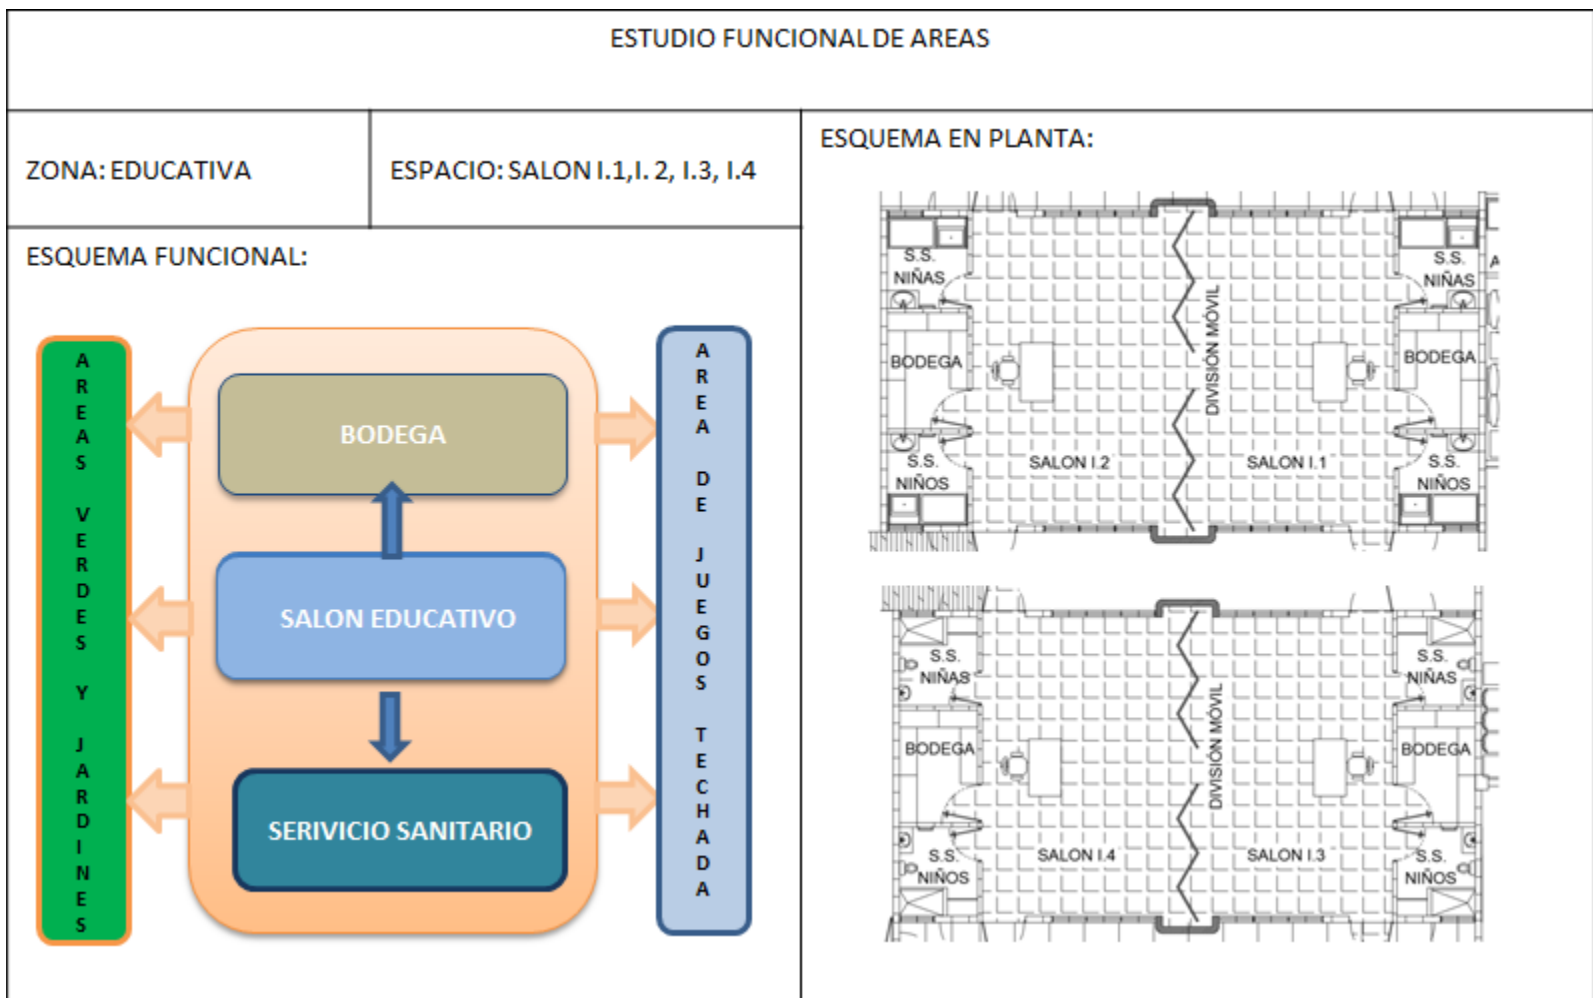 ESTUDIO FUNCIONAL DE AREAS
ZONA: EDUCATIVA
ESPACIO: SALON I.1,I. 2, I.3, I.4
ESQUEMA FUNCIONAL:
AREAS VERDES Y JARDINES
BODEGA
SALON EDUCATIVO
SERIVICIO SANITARIO
AREA DE JUEGOS TECHADA
ESQUEMA EN PLANTA:
S.S.
NIÑAS
BODEGA
S.S.
NIÑOS
SALON I.2
DIVISIÓN MÓVIL
SALON I.1
S.S.
NIÑAS
BODEGA
S.S.
NIÑOS
A
S.S.
NIÑAS
BODEGA
S.S.
NIÑOS
SALON I.4
DIVISIÓN MÓVIL
SALON I.3
S.S.
NIÑAS
BODEGA
S.S.
NIÑOS